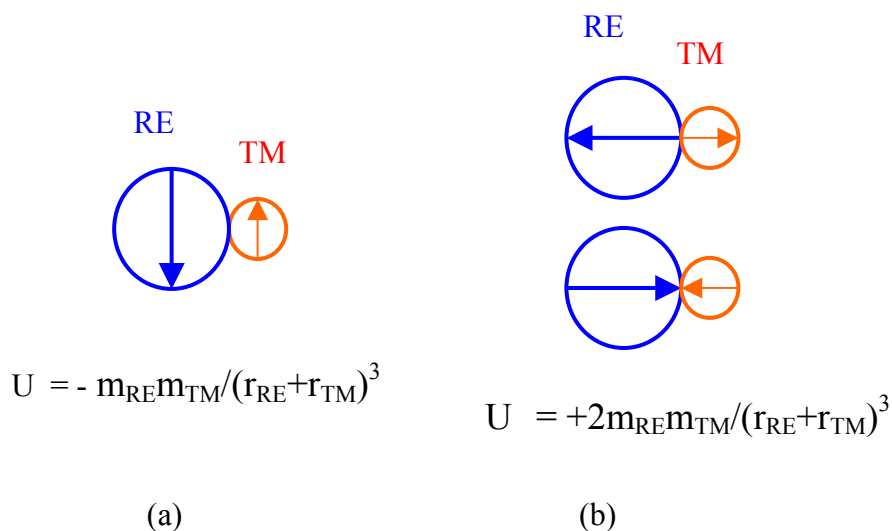 RE
TM
U = - m_RE m_TM/(r_RE+r_TM)^3
(a)
RE
TM
U = +2m_RE m_TM/(r_RE+r_TM)^3
(b)